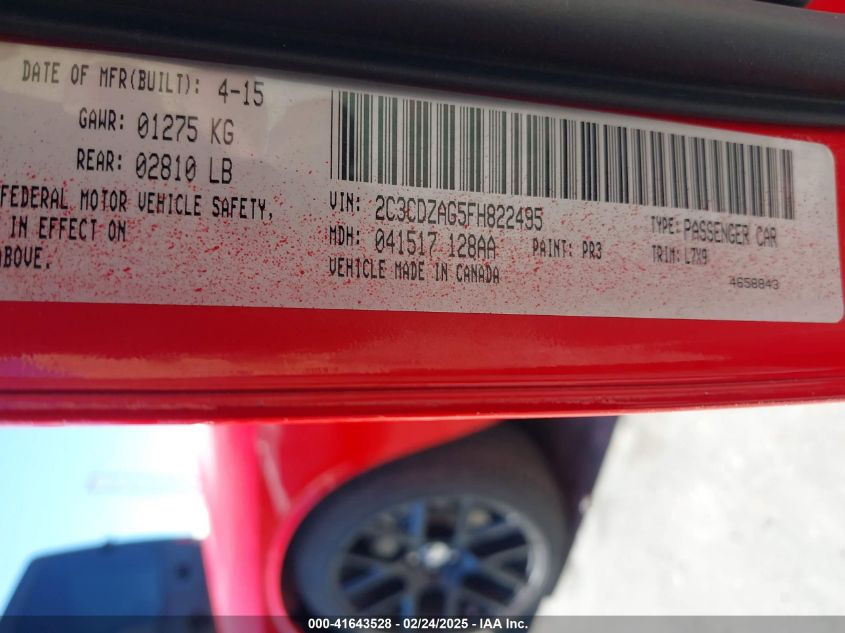 DATE OF MFR(BUILT): 4-15
GAWR: 01275 KG
REAR: 02810 LB
FEDERAL MOTOR VEHICLE SAFETY,
IN EFFECT ON
ABOVE.
VIN: 2C3CDZAG5FH822495
MDH: 041517 128AA
PAINT: PR3
VEHICLE MADE IN CANADA
TYPE: PASSENGER CAR
TRIM: L7X9
4658843
000-41643528 - 02/24/2025 - IAA Inc.